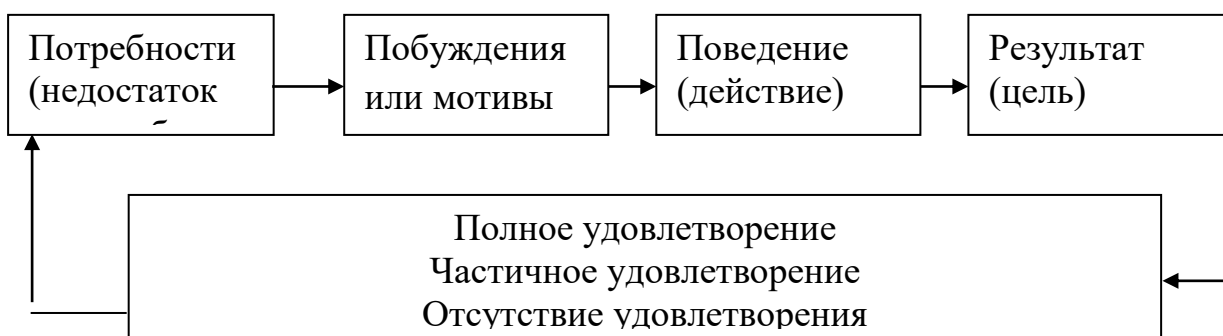 Потребности
(недостаток
Побуждения
или мотивы
Поведение
(действие)
Результат
(цель)
Полное удовлетворение
Частичное удовлетворение
Отсутствие удовлетворения